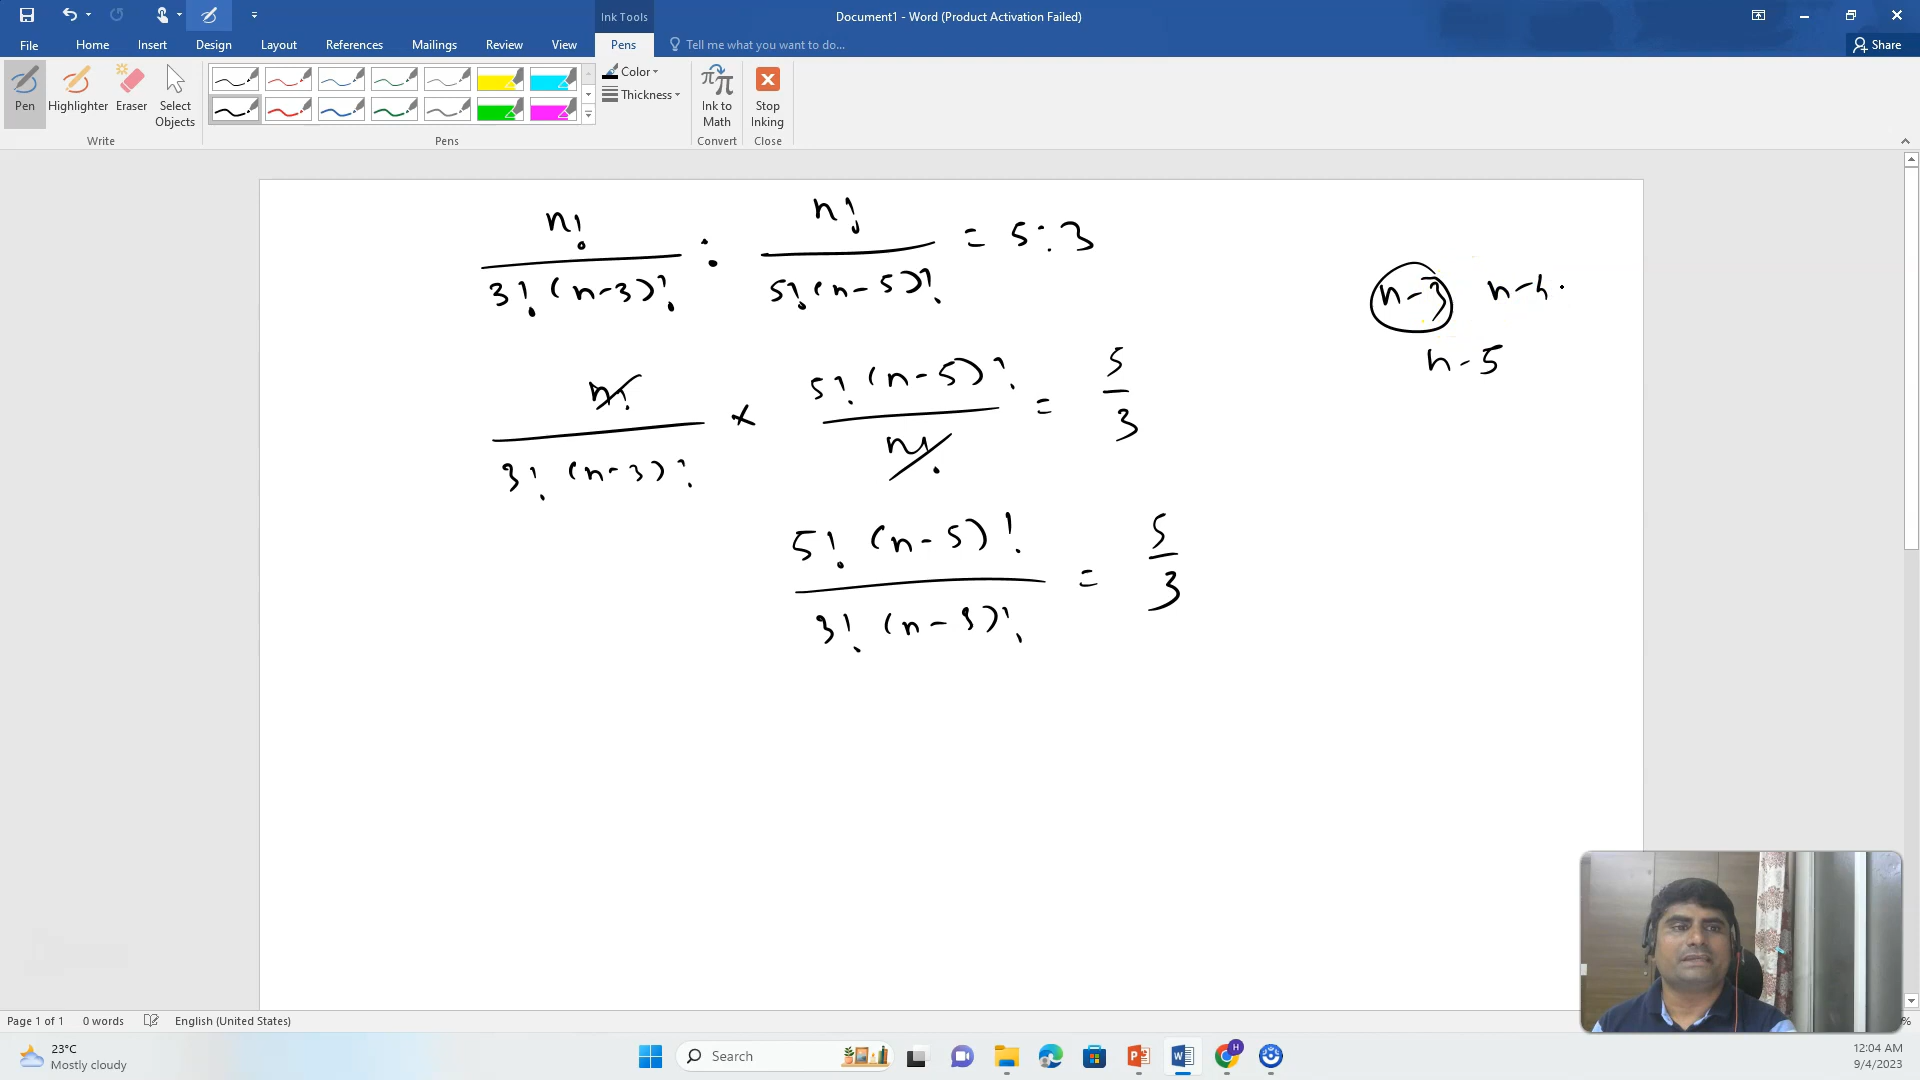 Ink Tools
Document1 - Word (Product Activation Failed)
File Home Insert Design Layout References Mailings Review View Pens Tell me what you want to do... Share
Pen Highlighter Eraser Select Objects
Color
Thickness
Ink to Math
Stop Inking
Write Pens Convert Close
n! / 3! (n-3)! : n! / 5! (n-5)! = 5:3
n-3 n-4.
n-5
n! / 3! (n-3)! × 5! (n-5)! / n! = 5/3
5! (n-5)! / 3! (n-3)! = 5/3
Page 1 of 1 0 words English (United States) %
23°C
Mostly cloudy
Search
H
12:04 AM
9/4/2023